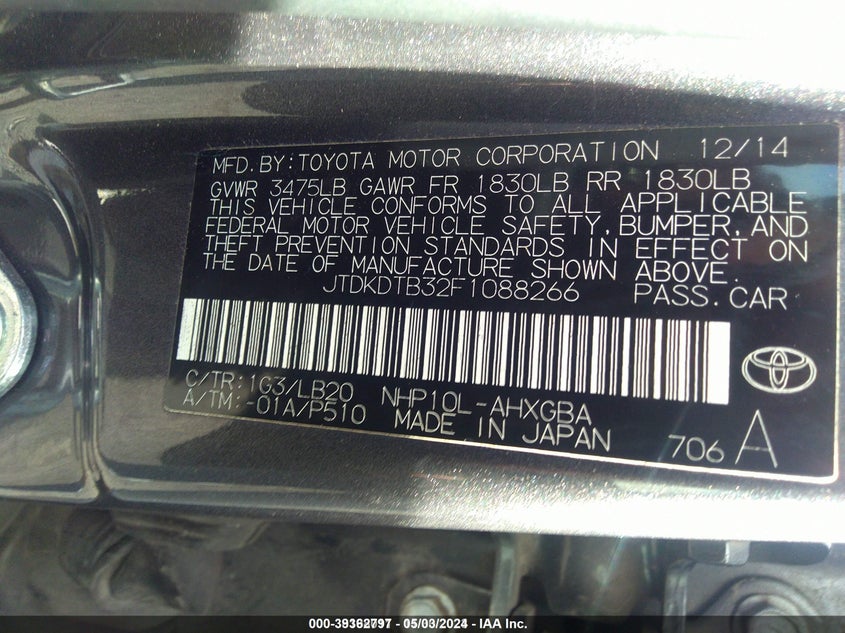 MFD.BY:TOYOTA MOTOR CORPORATION 12/14
GVWR 3475LB GAWR FR 1830LB RR 1830LB
THIS VEHICLE CONFORMS TO ALL APPLICABLE
FEDERAL MOTOR VEHICLE SAFETY, BUMPER, AND
THEFT PREVENTION STANDARDS IN EFFECT ON
THE DATE OF MANUFACTURE SHOWN ABOVE.
JTDKDTB32F1088266 PASS.CAR
C/TR:1G3/LB20 NHP10L-AHXGBA
A/TM:-01A/P510 MADE IN JAPAN 706 A
000-39362797 - 05/03/2024 - IAA Inc.